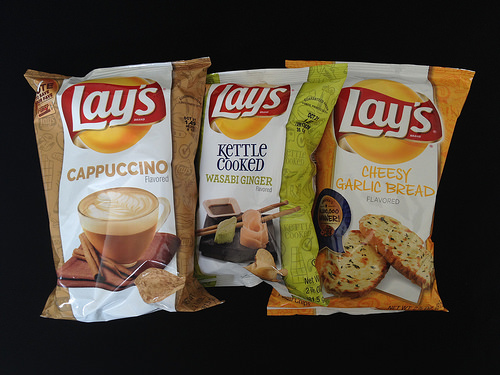 Lay's
CAPPUCCINO
Flavored
Lay's
KETTLE
COOKED
WASABI GINGER
flavored
Lay's
CHEESY
GARLIC BREAD
FLAVORED